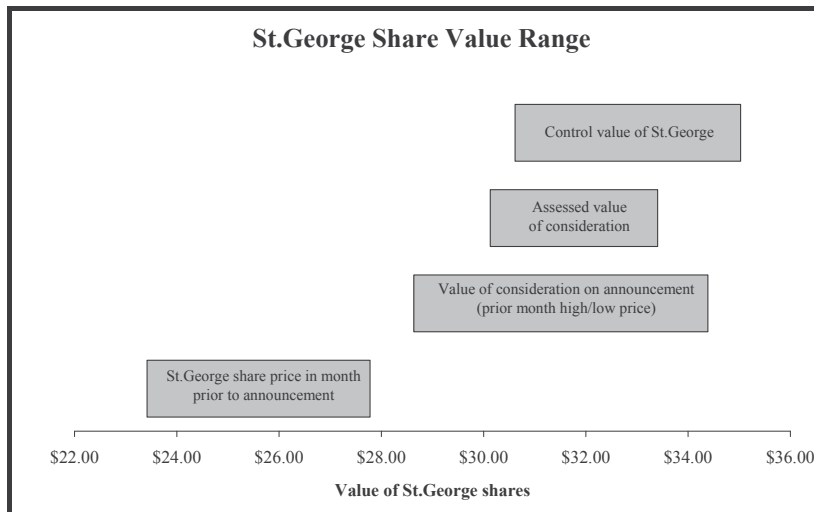 St.George Share Value Range
Control value of St.George
Assessed value
of consideration
Value of consideration on announcement
(prior month high/low price)
St.George share price in month
prior to announcement
$22.00 $24.00 $26.00 $28.00 $30.00 $32.00 $34.00 $36.00
Value of St.George shares